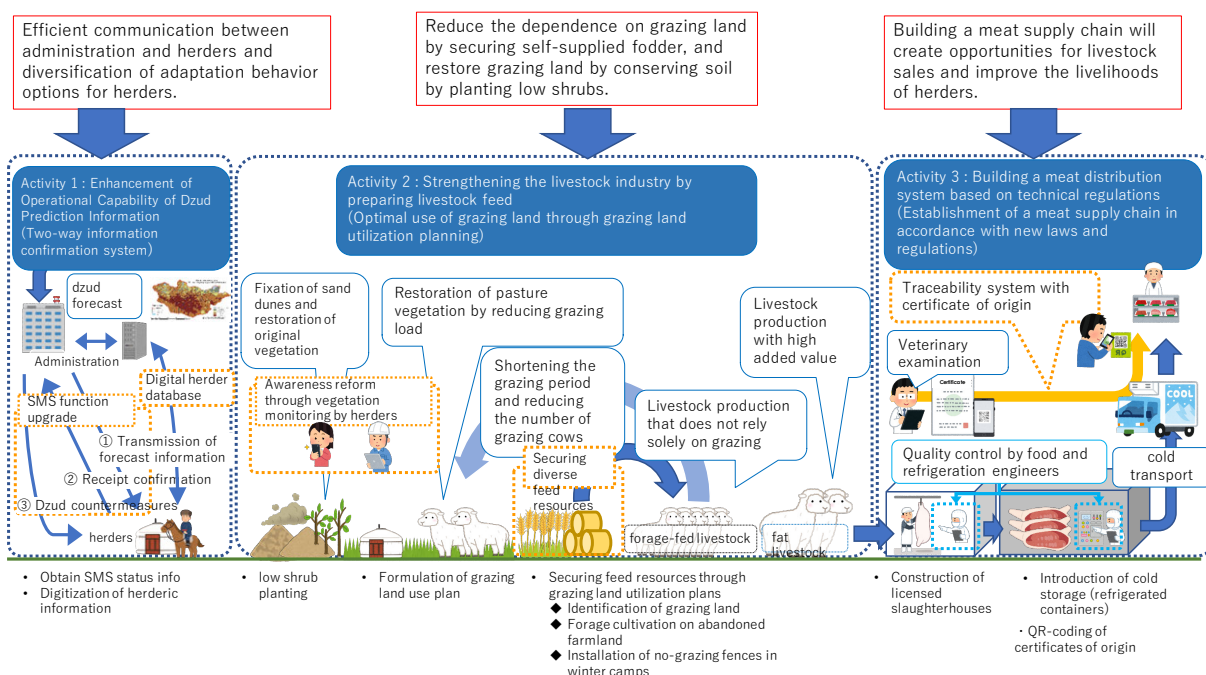 Efficient communication between
administration and herders and
diversification of adaptation behavior
options for herders.
Reduce the dependence on grazing land
by securing self-supplied fodder, and
restore grazing land by conserving soil
by planting low shrubs.
Building a meat supply chain will
create opportunities for livestock
sales and improve the livelihoods
of herders.
Activity 1 : Enhancement of
Operational Capability of Dzud
Prediction Information
(Two-way information
confirmation system)
dzud
forecast
Administration
SMS function
upgrade
Digital herder
database
① Transmission of
forecast information
② Receipt confirmation
③ Dzud countermeasures
herders
• Obtain SMS status info
• Digitization of herderic
information
Activity 2 : Strengthening the livestock industry by
preparing livestock feed
(Optimal use of grazing land through grazing land
utilization planning)
Fixation of sand
dunes and
restoration of
original
vegetation
Restoration of pasture
vegetation by reducing grazing
load
Livestock
production
with high
added value
Awareness reform
through vegetation
monitoring by herders
Shortening the
grazing period
and reducing
the number of
grazing cows
Livestock production
that does not rely
solely on grazing
Securing
diverse
feed
resources
forage-fed livestock
fat
livestock
• low shrub
planting
• Formulation of grazing
land use plan
• Securing feed resources through
grazing land utilization plans
◆ Identification of grazing land
◆ Forage cultivation on abandoned
farmland
◆ Installation of no-grazing fences in
winter camps
Activity 3 : Building a meat distribution
system based on technical regulations
(Establishment of a meat supply chain in
accordance with new laws and
regulations)
Traceability system with
certificate of origin
Veterinary
examination
Certificate
COOL
Quality control by food and
refrigeration engineers
cold
transport
• Construction of
licensed
slaughterhouses
• Introduction of cold
storage (refrigerated
containers)
・QR-coding of
certificates of origin